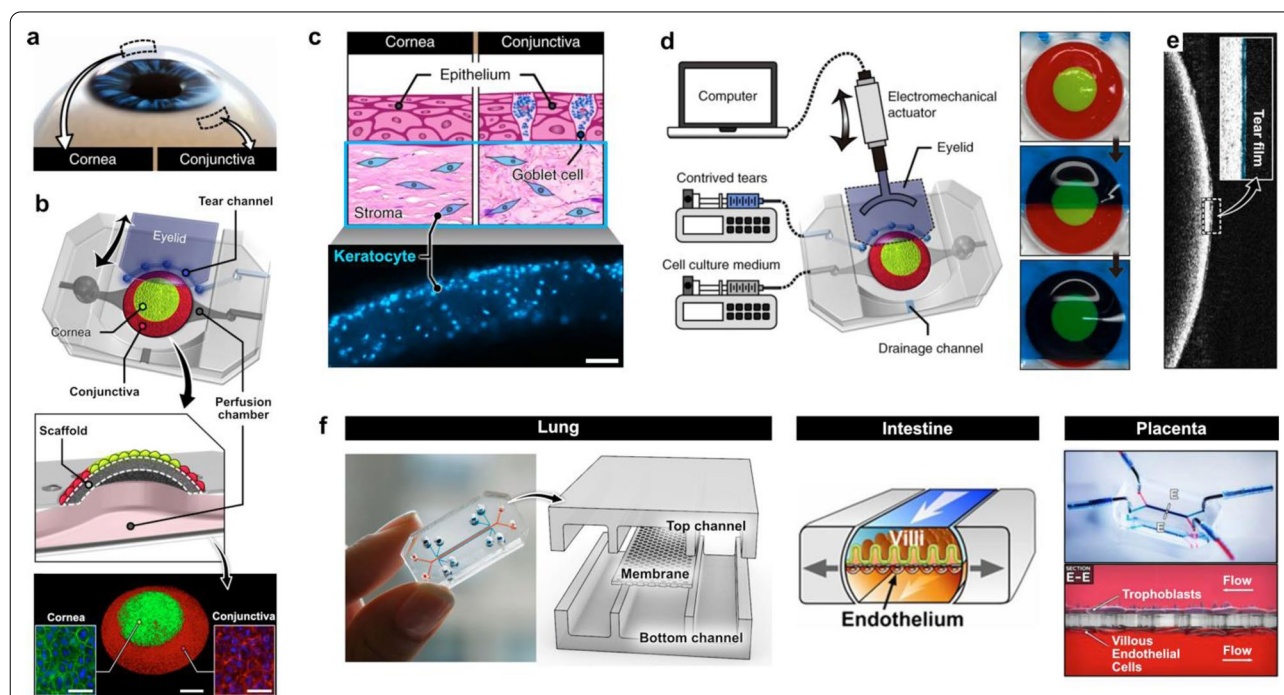 a
Cornea
Conjunctiva
b
Tear channel
Eyelid
Cornea
Conjunctiva
Perfusion
chamber
Scaffold
Cornea
Conjunctiva
c
Cornea
Conjunctiva
Epithelium
Goblet cell
Stroma
Keratocyte
d
Computer
Electromechanical
actuator
Eyelid
Contrived tears
Cell culture medium
Drainage channel
e
Tear film
f
Lung
Top channel
Membrane
Bottom channel
Intestine
Villi
Endothelium
Placenta
E
E
SECTION
E-E
Flow
Trophoblasts
Villous
Endothelial
Cells
Flow